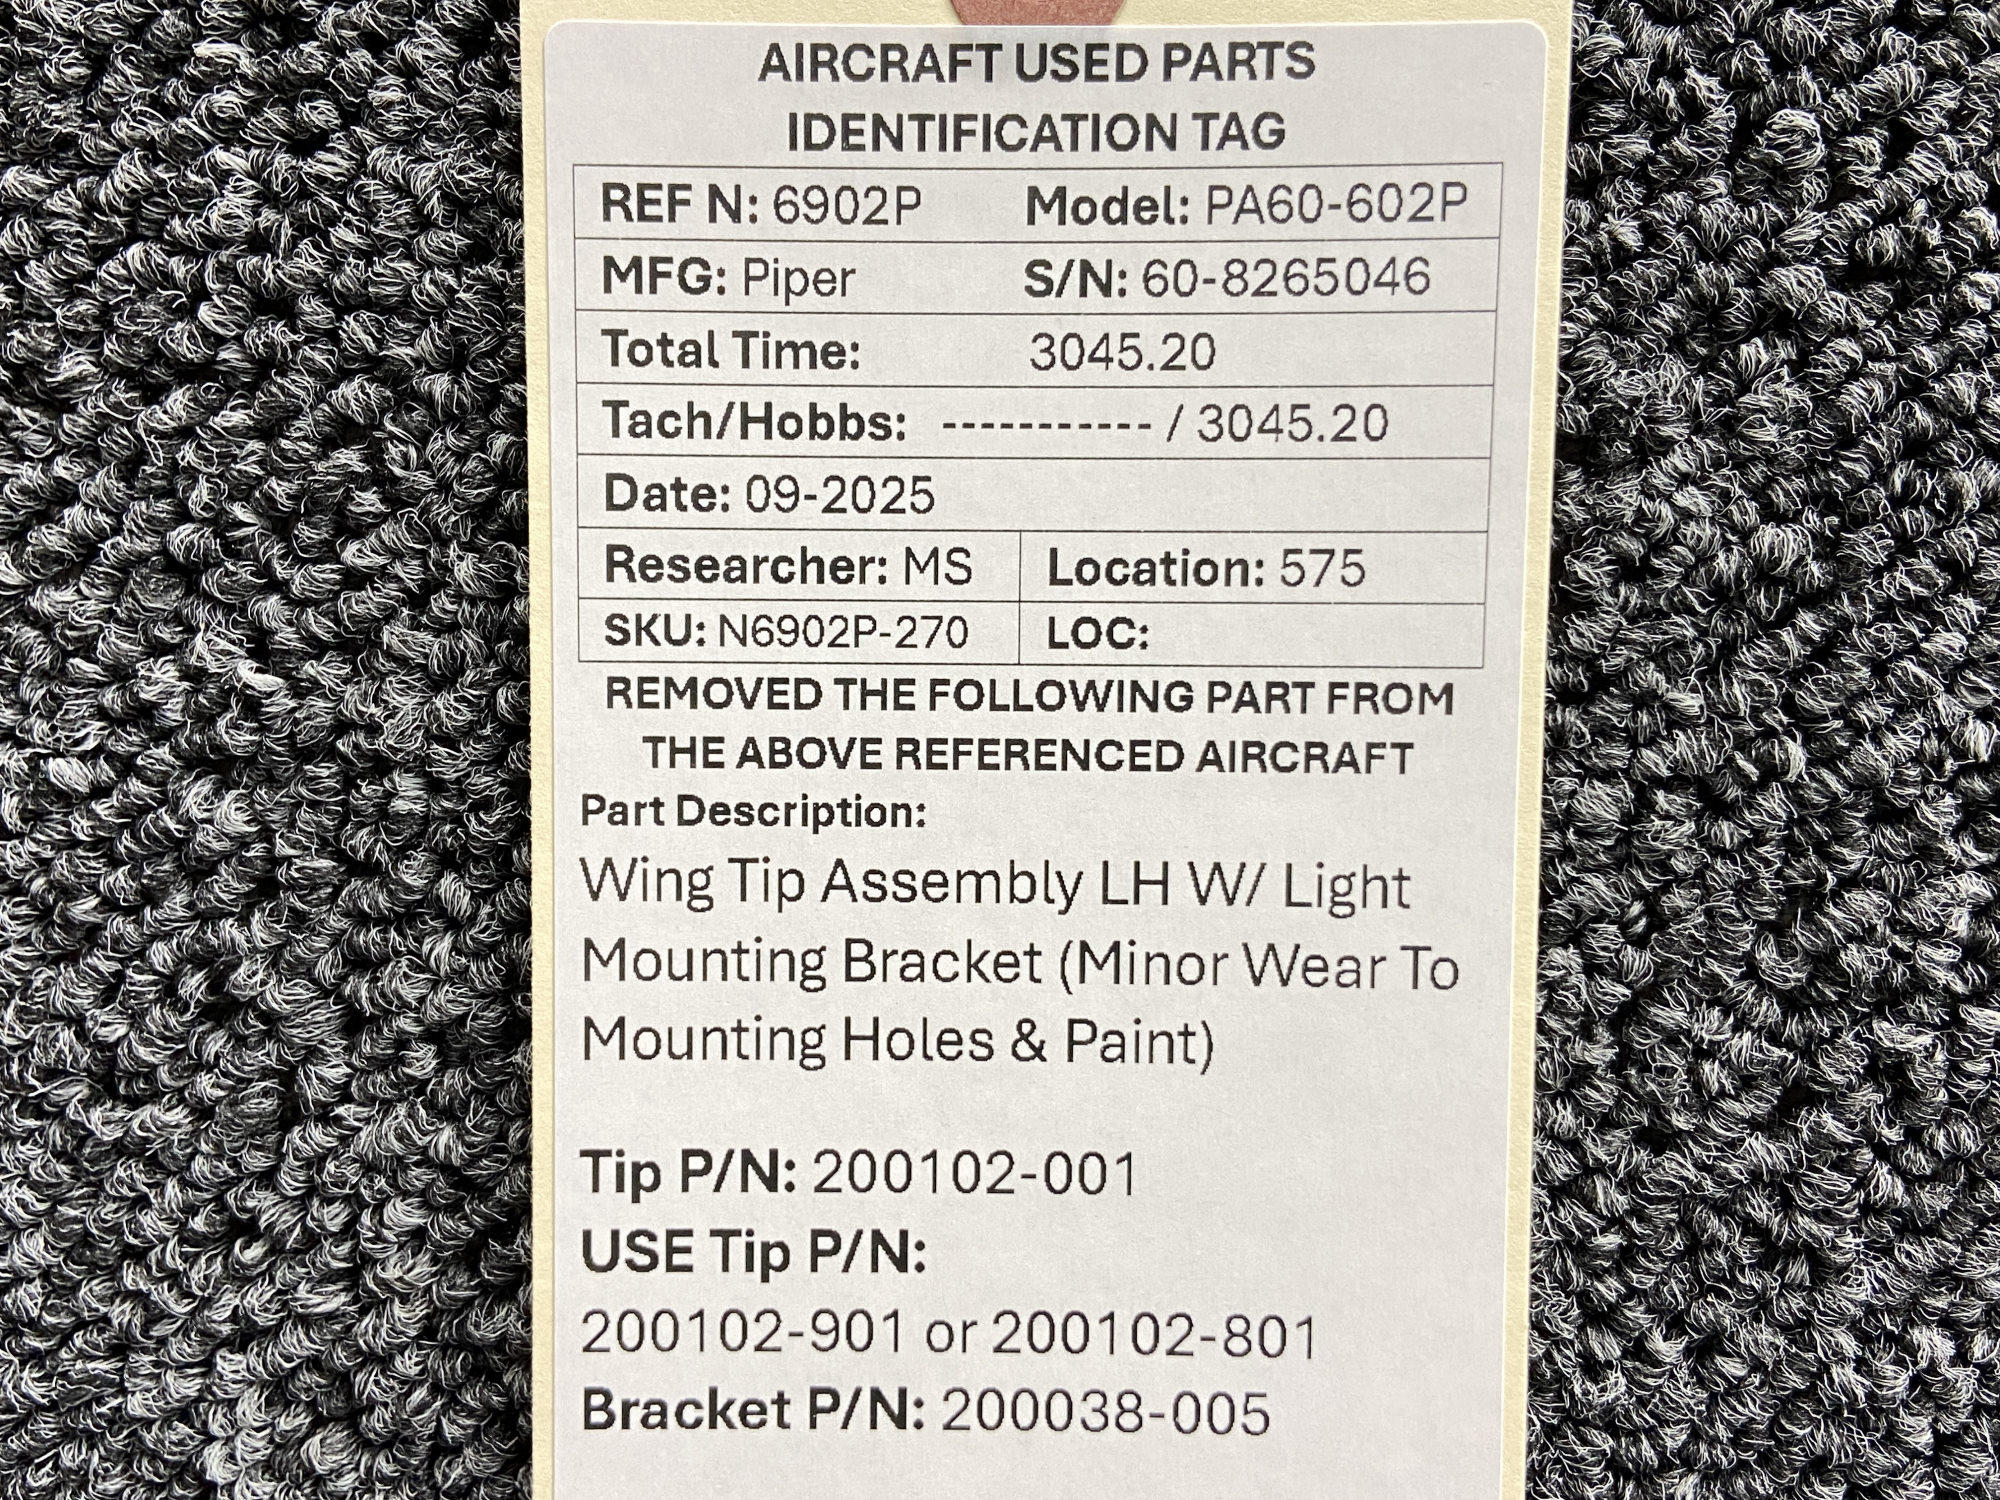 AIRCRAFT USED PARTS
IDENTIFICATION TAG
REF N: 6902P Model: PA60-602P
MFG: Piper S/N: 60-8265046
Total Time: 3045.20
Tach/Hobbs: ----------- / 3045.20
Date: 09-2025
Researcher: MS Location: 575
SKU: N6902P-270 LOC:
REMOVED THE FOLLOWING PART FROM
THE ABOVE REFERENCED AIRCRAFT
Part Description:
Wing Tip Assembly LH W/ Light
Mounting Bracket (Minor Wear To
Mounting Holes & Paint)
Tip P/N: 200102-001
USE Tip P/N:
200102-901 or 200102-801
Bracket P/N: 200038-005